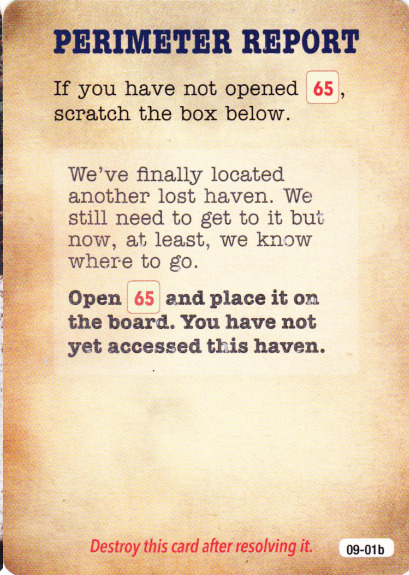 PERIMETER REPORT
If you have not opened 65,
scratch the box below.
We've finally located
another lost haven. We
still need to get to it but
now, at least, we know
where to go.
Open 65 and place it on
the board. You have not
yet accessed this haven.
Destroy this card after resolving it.
09-01b